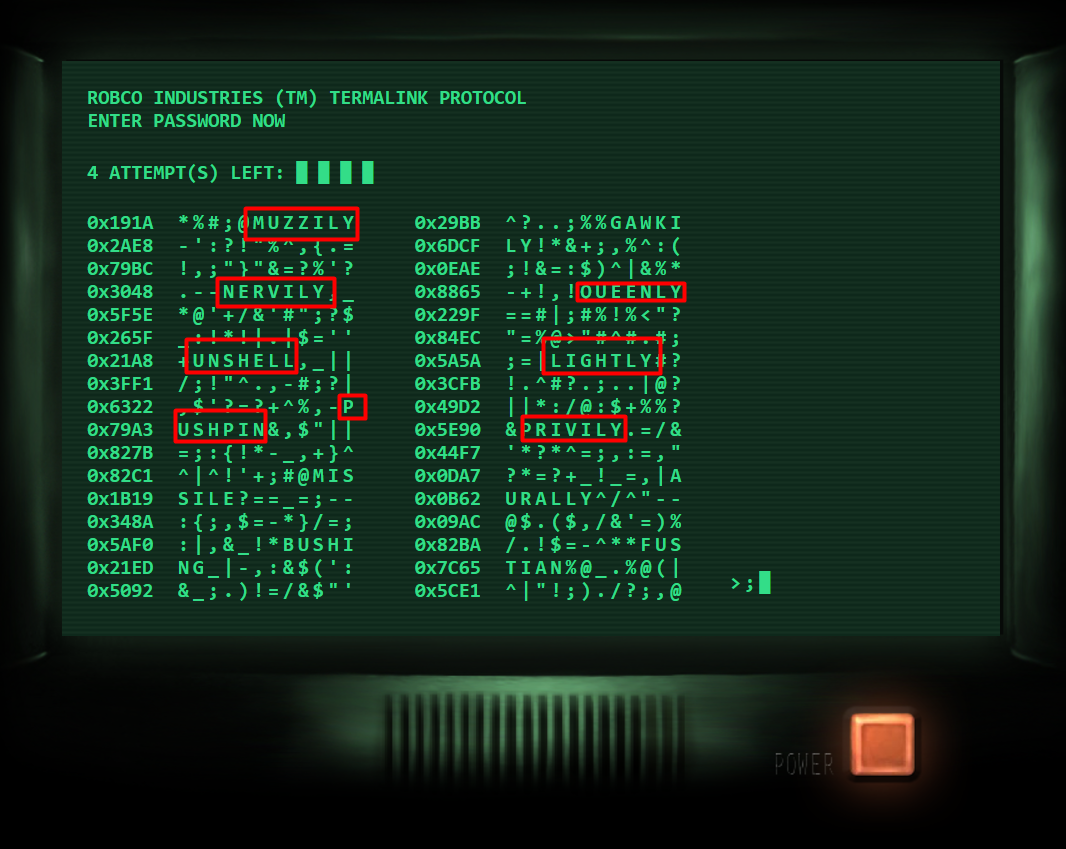 ROBCO INDUSTRIES (TM) TERMALINK PROTOCOL
ENTER PASSWORD NOW
4 ATTEMPT(S) LEFT: █ █ █ █
0x191A *%#;@MUZZILY
0x2AE8 -':?!"%^,{.=
0x79BC !,;"}"&=?%'?
0x3048 .--NERVILY,_
0x5F5E *@'+/&'#";?$
0x265F _:!*!|.|$=''
0x21A8 +UNSHELL,_||
0x3FF1 /;!"^.,-#;?|
0x6322 ,$'?=?+^%,-P
0x79A3 USHPIN&,$"||
0x827B =;:{!*-_,+}^
0x82C1 ^|^!'+;#@MIS
0x1B19 SILE?==_=;--
0x348A :{;,$=-*}/=;
0x5AF0 :|,&_!*BUSHI
0x21ED NG_|-,:&$(':
0x5092 &_;.)!=/&$"'
0x29BB ^?..;%%GAWKI
0x6DCF LY!*&+;,%^:(
0x0EAE ;!&=:$)^|&%*
0x8865 -+!,!QUEENLY
0x229F ==#|;#%!%<"?
0x84EC "=%@>"#^#.#;
0x5A5A ;=|LIGHTLY#?
0x3CFB !.^#?.;..|@?
0x49D2 ||*:/@:$+%%?
0x5E90 &PRIVILY.=/&
0x44F7 '*?*^=;,:=,"
0x0DA7 ?*=?+_!_=,|A
0x0B62 URALLY^/^"--
0x09AC @$.($,/&'=)%
0x82BA /.!$=-^**FUS
0x7C65 TIAN%@_.%@(|
0x5CE1 ^|"!;)./?;,@
>;█
POWER